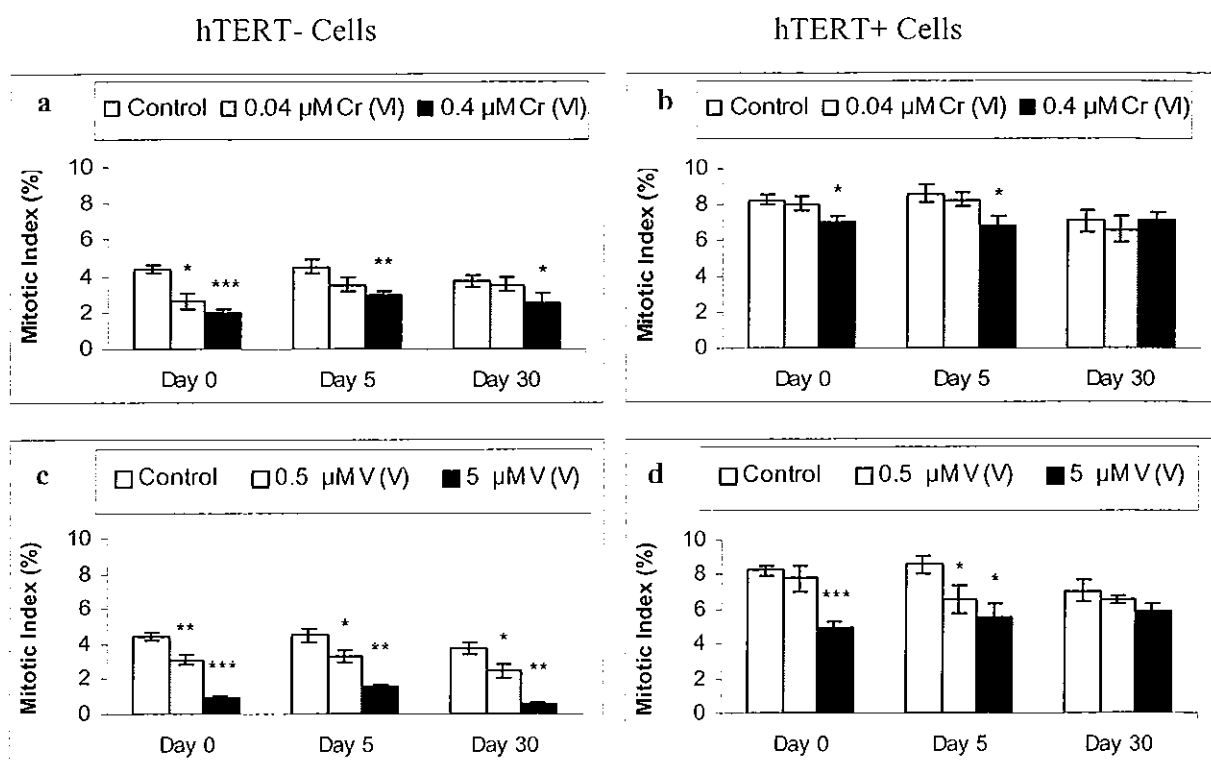 hTERT- Cells
hTERT+ Cells
a
Control 0.04 µM Cr (VI) 0.4 µM Cr (VI)
Mitotic Index (%)
10
8
6
4
2
0
* ***
**
*
Day 0 Day 5 Day 30
b
Control 0.04 µM Cr (VI) 0.4 µM Cr (VI)
Mitotic Index (%)
10
8
6
4
2
0
*
*
Day 0 Day 5 Day 30
c
Control 0.5 µM V (V) 5 µM V (V)
Mitotic Index (%)
10
8
6
4
2
0
** ***
* **
* **
Day 0 Day 5 Day 30
d
Control 0.5 µM V (V) 5 µM V (V)
Mitotic Index (%)
10
8
6
4
2
0
***
* *
Day 0 Day 5 Day 30